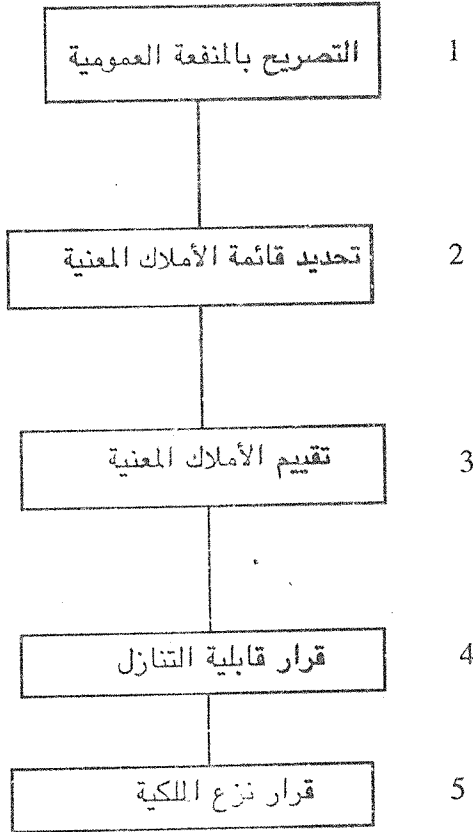 التصريح بالمنفعة العمومية 1
تحديد قائمة الأملاك المعنية 2
تقييم الأملاك المعنية 3
قرار قابلية التنازل 4
قرار نزع الملكية 5